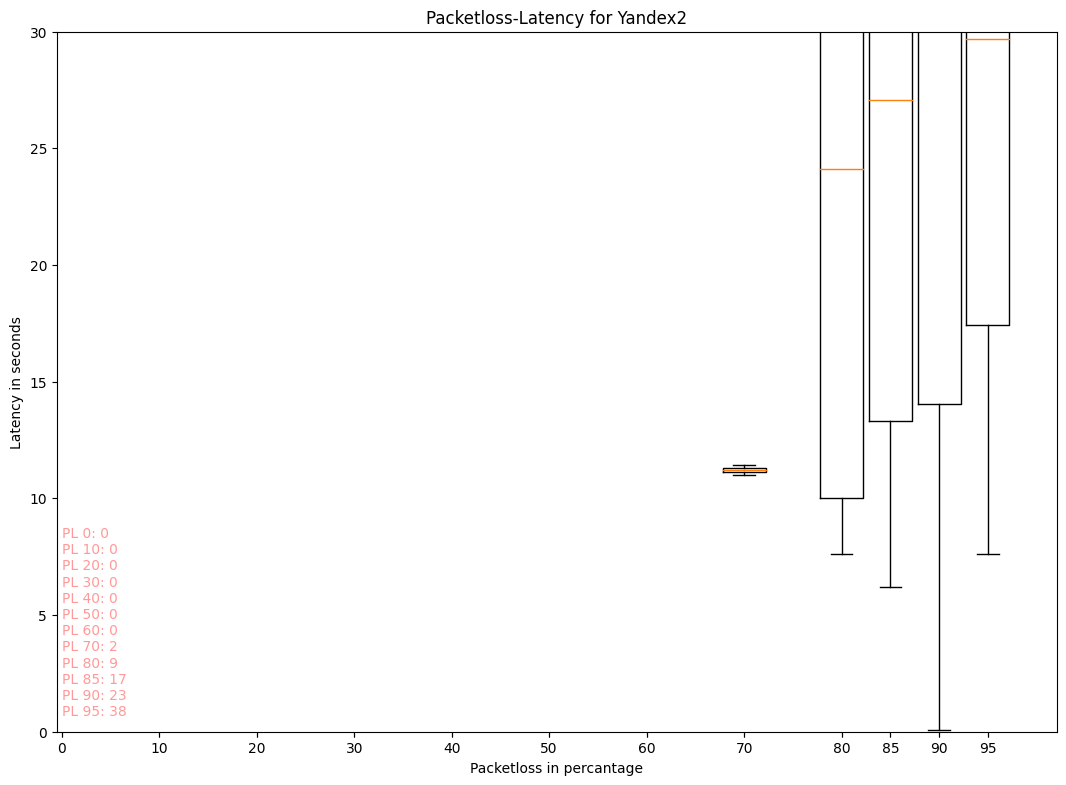 Packetloss-Latency for Yandex2
30
25
20
15
10
5
0
Latency in seconds
PL 0: 0
PL 10: 0
PL 20: 0
PL 30: 0
PL 40: 0
PL 50: 0
PL 60: 0
PL 70: 2
PL 80: 9
PL 85: 17
PL 90: 23
PL 95: 38
0 10 20 30 40 50 60 70 80 85 90 95
Packetloss in percantage